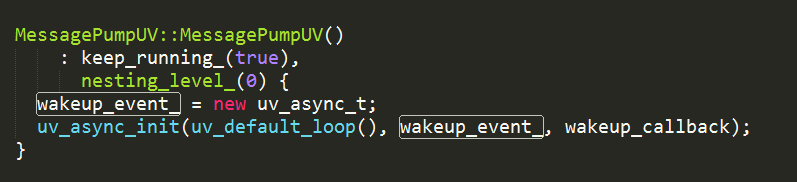 MessagePumpUV::MessagePumpUV()
    : keep_running_(true),
      nesting_level_(0) {
  wakeup_event_ = new uv_async_t;
  uv_async_init(uv_default_loop(), wakeup_event_, wakeup_callback);
}